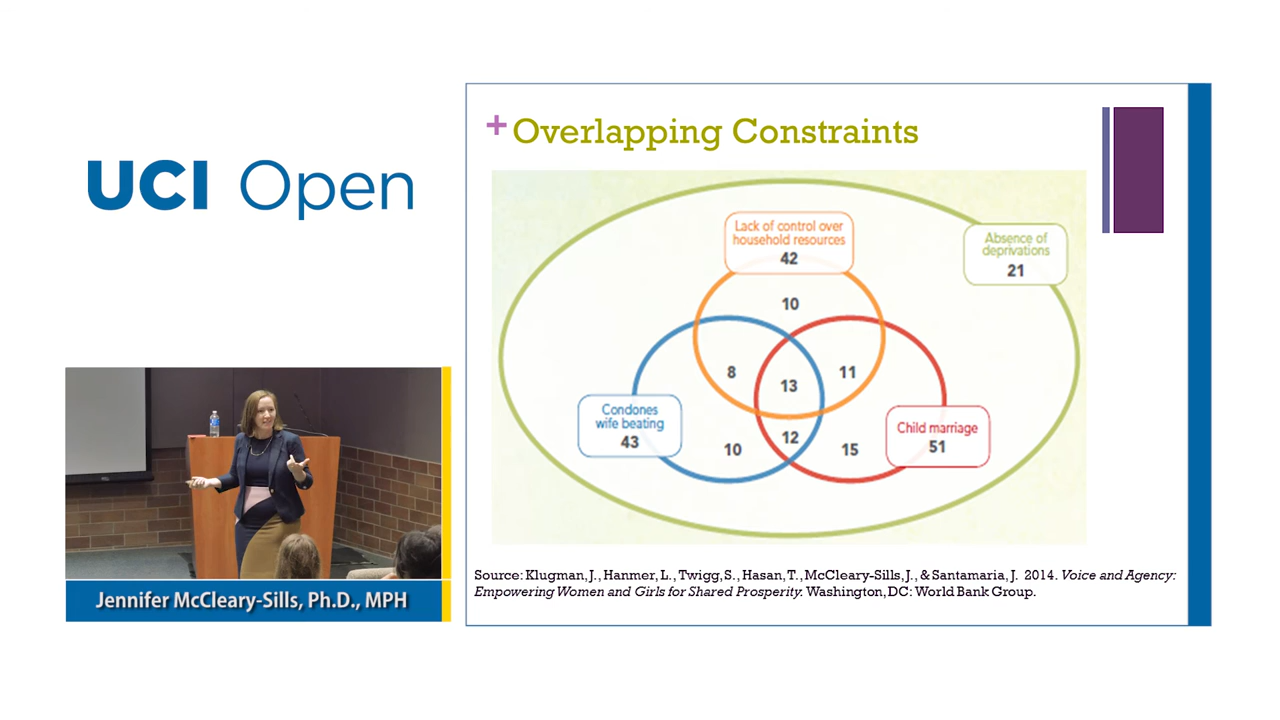 UCI Open
Jennifer McCleary-Sills, Ph.D., MPH
+ Overlapping Constraints
Lack of control over
household resources
42
Absence of
deprivations
21
10
8
13
11
Condones
wife beating
43
Child marriage
51
12
10
15
Source: Klugman, J., Hanmer, L., Twigg, S., Hasan, T., McCleary-Sills, J., & Santamaria, J. 2014. Voice and Agency:
Empowering Women and Girls for Shared Prosperity. Washington, DC: World Bank Group.